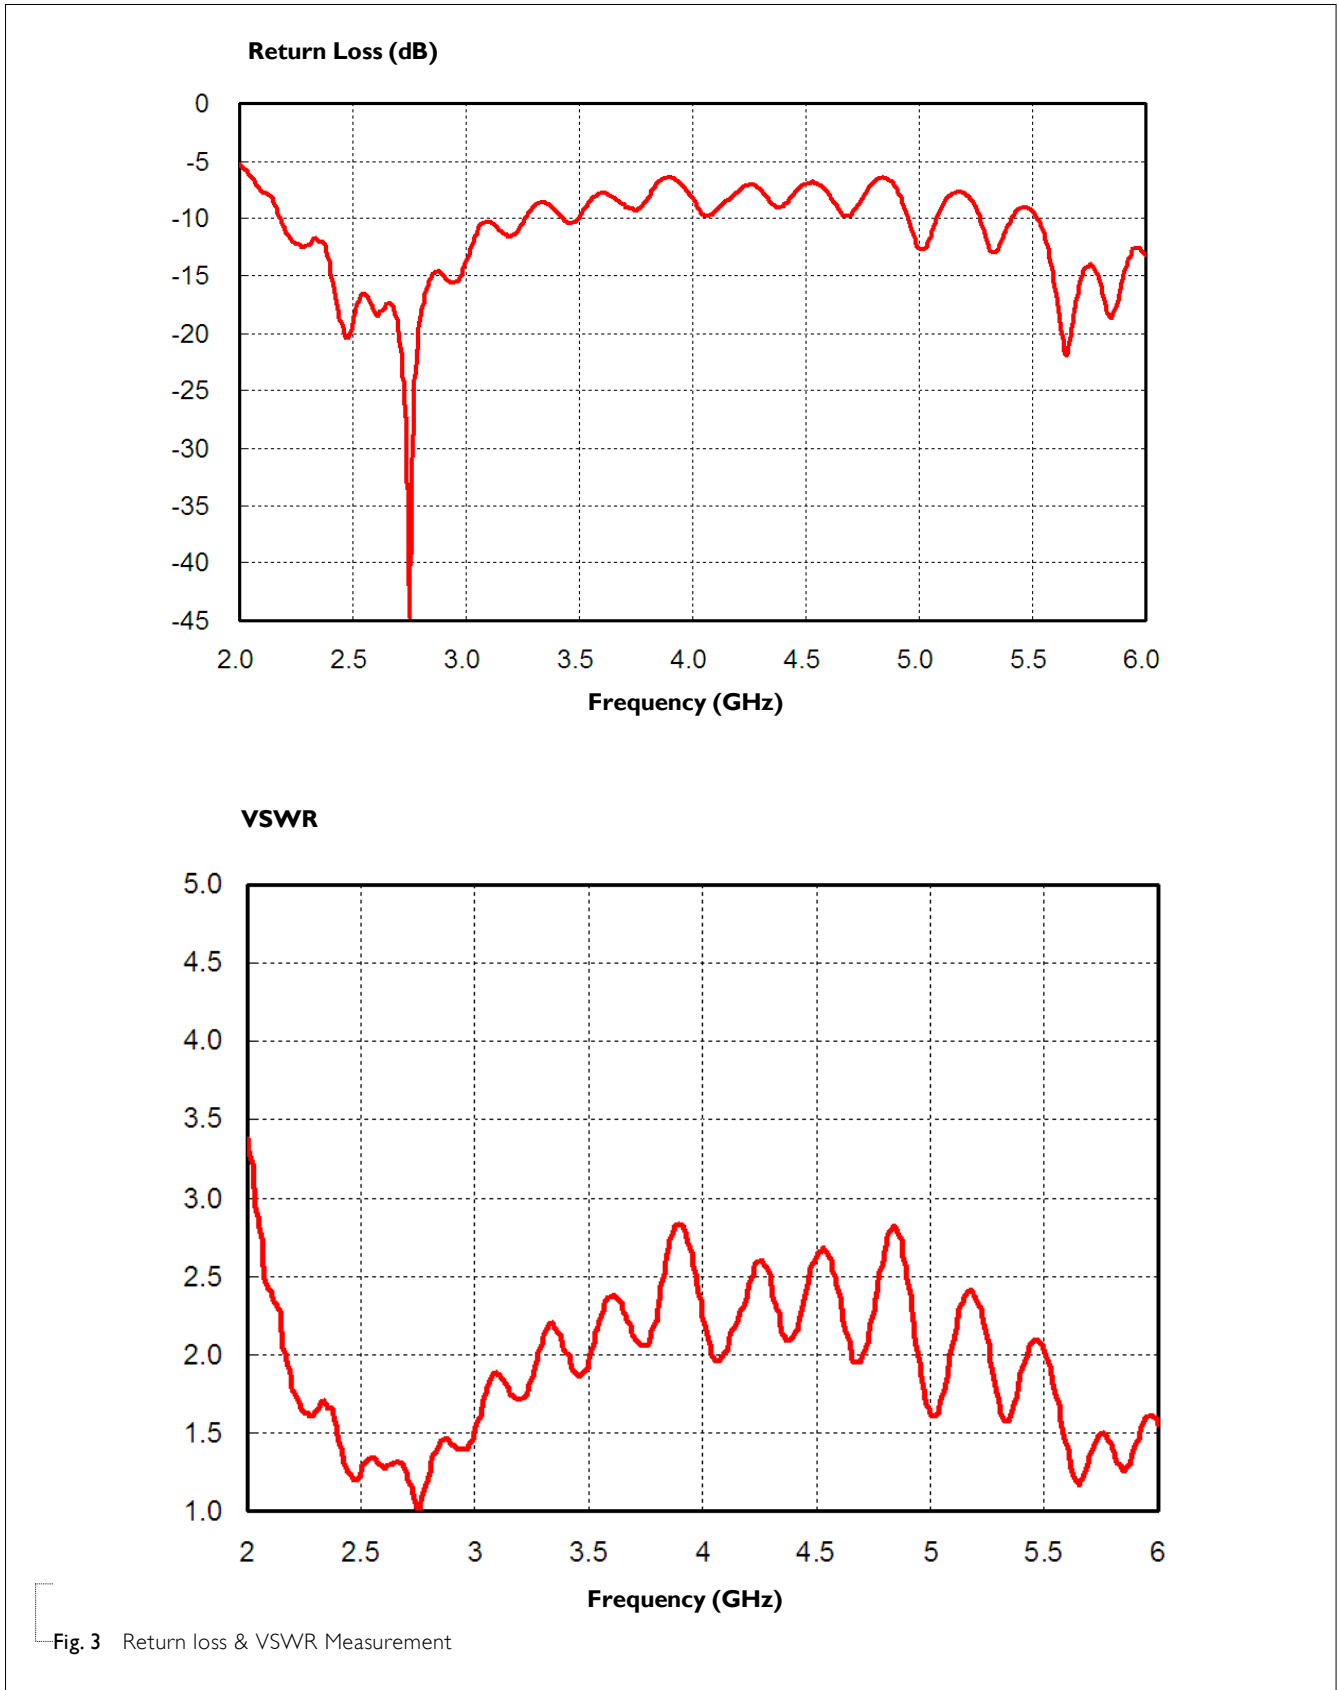 Return Loss (dB)
0
-5
-10
-15
-20
-25
-30
-35
-40
-45
2.0 2.5 3.0 3.5 4.0 4.5 5.0 5.5 6.0
Frequency (GHz)
VSWR
5.0
4.5
4.0
3.5
3.0
2.5
2.0
1.5
1.0
2 2.5 3 3.5 4 4.5 5 5.5 6
Frequency (GHz)
Fig. 3 Return loss & VSWR Measurement